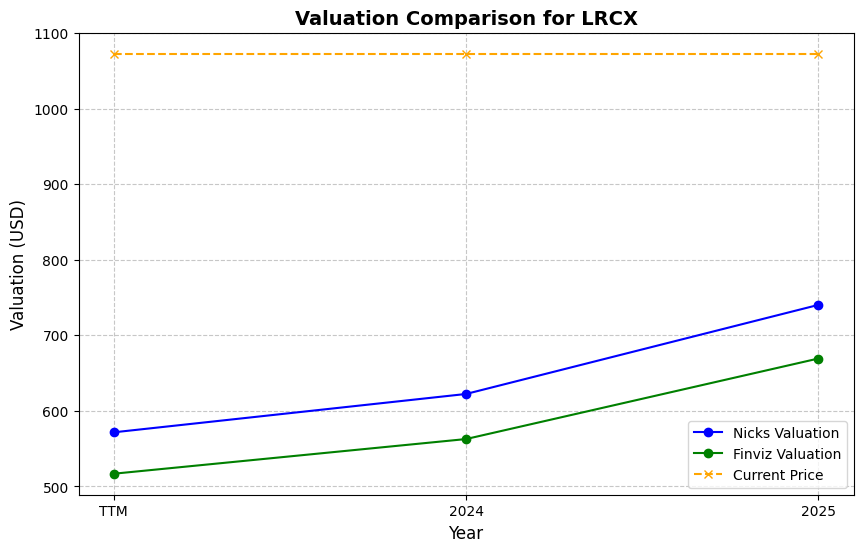 Valuation Comparison for LRCX
Valuation (USD)
1100
1000
900
800
700
600
500
TTM
2024
2025
Year
Nicks Valuation
Finviz Valuation
Current Price